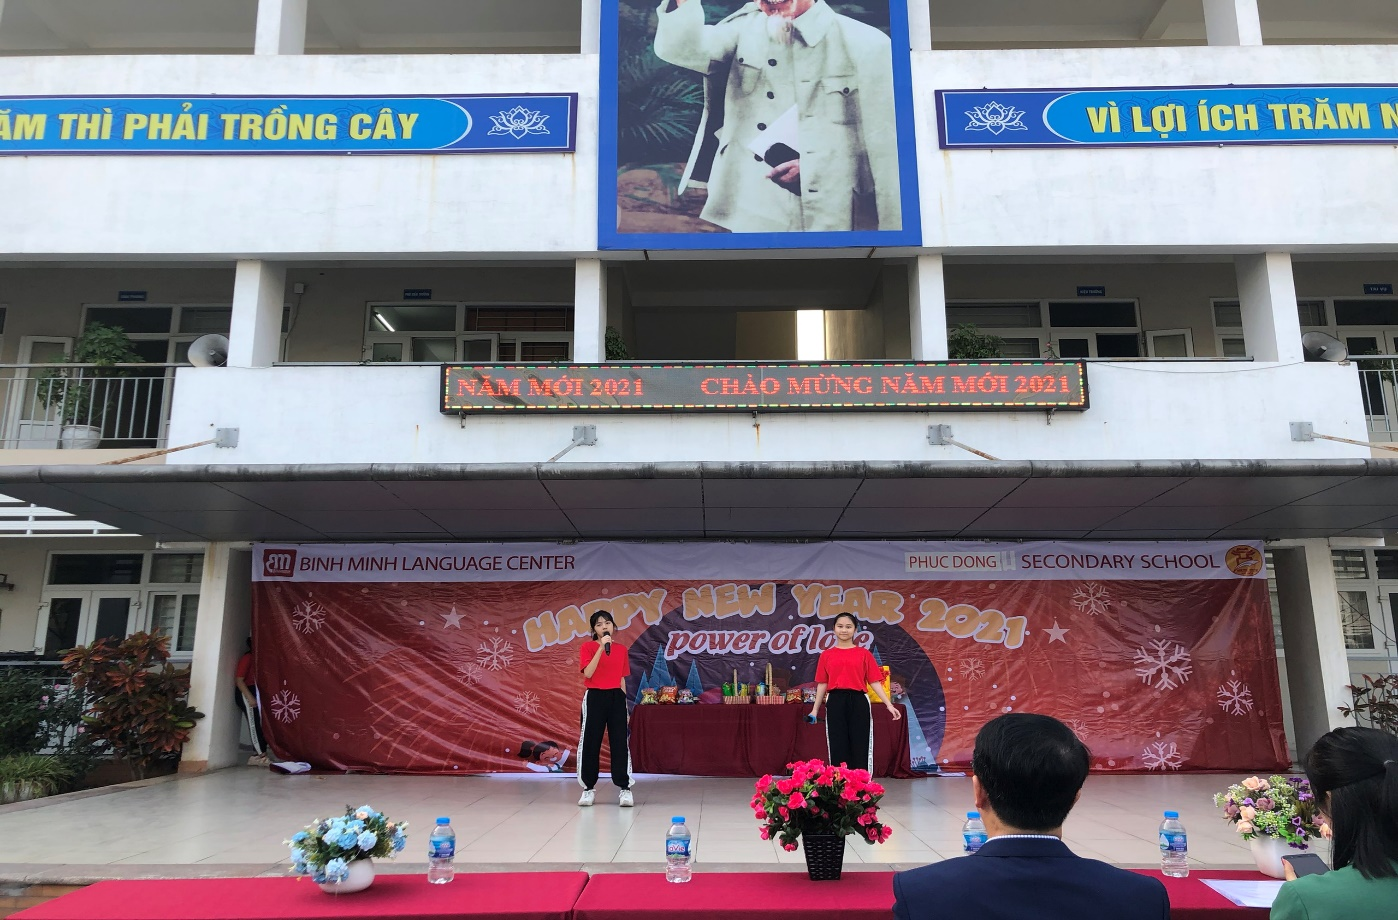 ĂM THÌ PHẢI TRỒNG CÂY
VÌ LỢI ÍCH TRĂM N
NĂM MỚI 2021 CHÀO MỪNG NĂM MỚI 2021
BINH MINH LANGUAGE CENTER
PHUC DONG SECONDARY SCHOOL
HAPPY NEW YEAR 2021
power of love